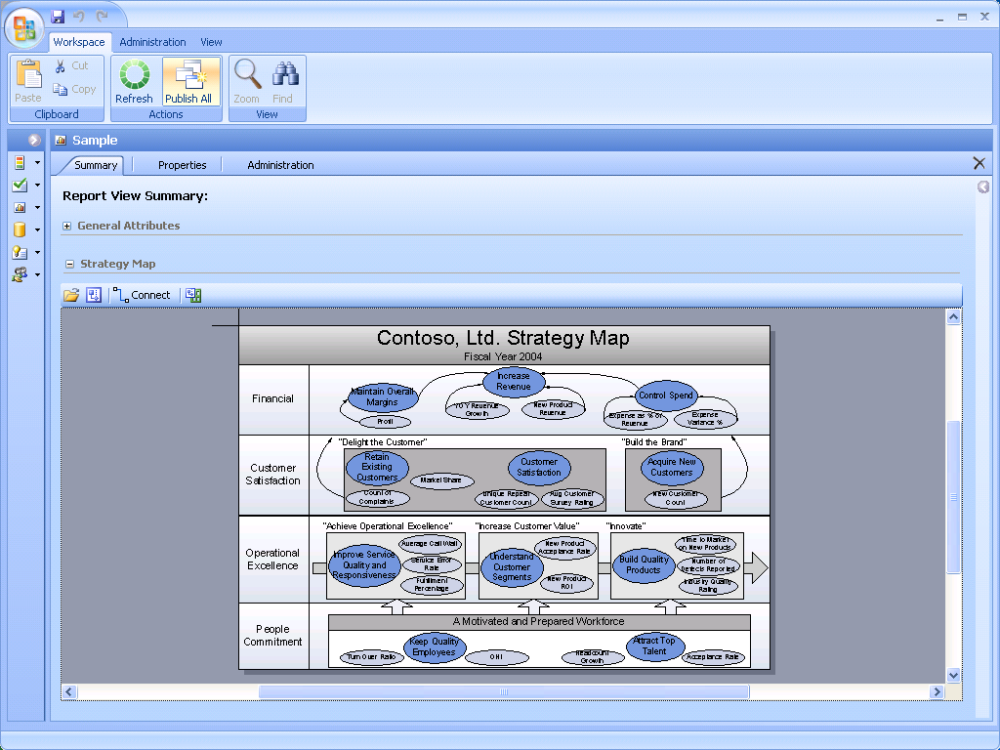 Workspace
Administration
View
Paste
Cut
Copy
Clipboard
Refresh
Publish All
Actions
Zoom
Find
View
Sample
Summary
Properties
Administration
Report View Summary:
General Attributes
Strategy Map
Connect
Contoso, Ltd. Strategy Map
Fiscal Year 2004
Financial
Maintain Overall
Margins
Profit
Increase
Revenue
YOY Revenue
Growth
New Product
Revenue
Control Spend
Expense as % of
Revenue
Expense
Variance %
Customer
Satisfaction
"Delight the Customer"
Retain
Existing
Customers
Count of
Complaints
Market Share
Customer
Satisfaction
Unique Repeat
Customer Count
Avg Customer
Survey Rating
"Build the Brand"
Acquire New
Customers
New Customer
Count
Operational
Excellence
"Achieve Operational Excellence"
Improve Service
Quality and
Responsiveness
Average Call Wait
Service Error
Rate
Fulfillment
Percentage
"Increase Customer Value"
Understand
Customer
Segments
New Product
Acceptance Rate
New Product
ROI
"Innovate"
Build Quality
Products
Time to Market
on New Products
Number of
Defects Reported
Industry Quality
Rating
People
Commitment
A Motivated and Prepared Workforce
Turn Over Ratio
Keep Quality
Employees
OHI
Headcount
Growth
Attract Top
Talent
Acceptance Rate